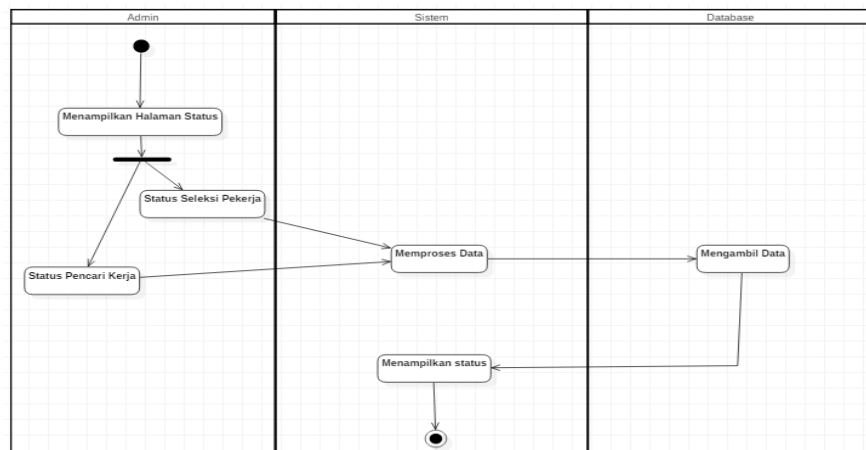 Admin
Sistem
Database
Menampilkan Halaman Status
Status Seleksi Pekerja
Status Pencari Kerja
Memproses Data
Mengambil Data
Menampilkan status